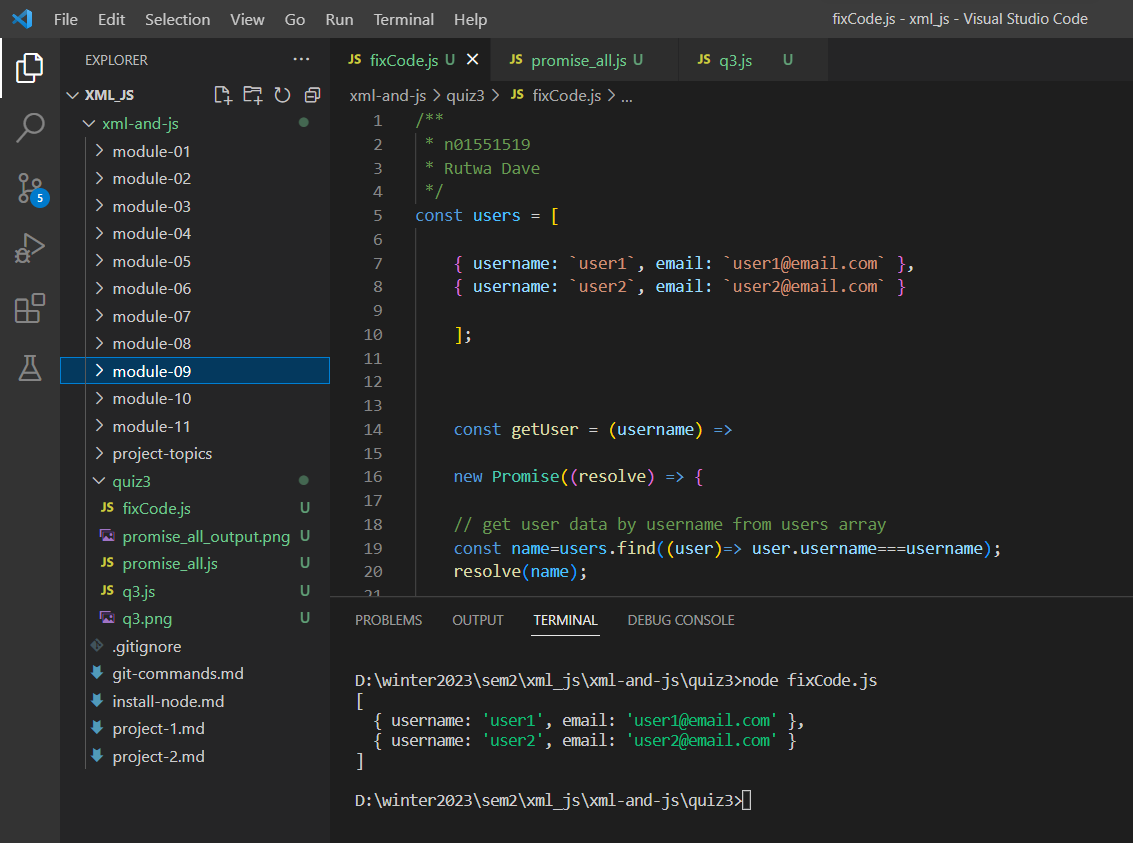 File Edit Selection View Go Run Terminal Help fixCode.js - xml_js - Visual Studio Code
EXPLORER ...
XML_JS
xml-and-js
module-01
module-02
module-03
module-04
module-05
module-06
module-07
module-08
module-09
module-10
module-11
project-topics
quiz3
JS fixCode.js U
promise_all_output.png U
JS promise_all.js U
JS q3.js U
q3.png U
.gitignore
git-commands.md
install-node.md
project-1.md
project-2.md
5
JS fixCode.js U × JS promise_all.js U JS q3.js U
xml-and-js > quiz3 > JS fixCode.js > ...
1 /**
2 * n01551519
3 * Rutwa Dave
4 */
5 const users = [
6
7 { username: `user1`, email: `user1@email.com` },
8 { username: `user2`, email: `user2@email.com` }
9
10 ];
11
12
13
14 const getUser = (username) =>
15
16 new Promise((resolve) => {
17
18 // get user data by username from users array
19 const name=users.find((user)=> user.username===username);
20 resolve(name);
21
PROBLEMS OUTPUT TERMINAL DEBUG CONSOLE
D:\winter2023\sem2\xml_js\xml-and-js\quiz3>node fixCode.js
[
{ username: 'user1', email: 'user1@email.com' },
{ username: 'user2', email: 'user2@email.com' }
]
D:\winter2023\sem2\xml_js\xml-and-js\quiz3>